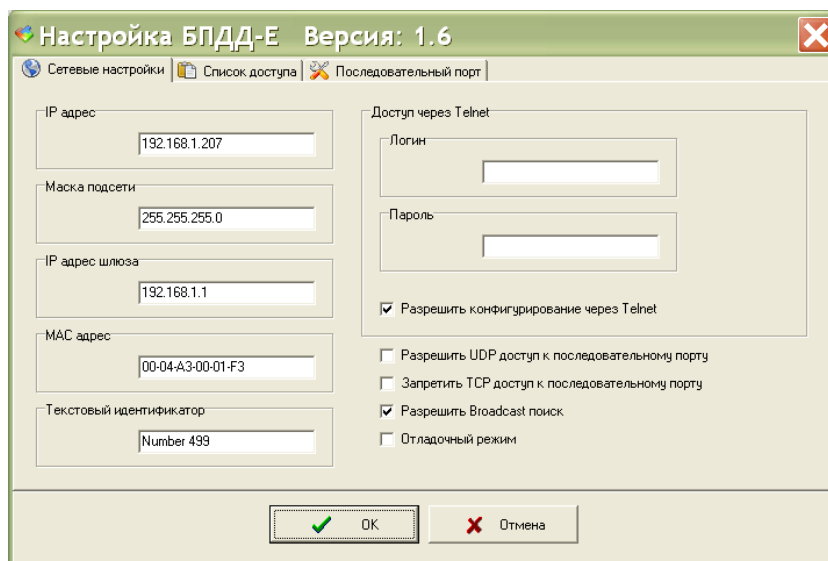 Настройка БПДД-Е Версия: 1.6
Сетевые настройки
Список доступа
Последовательный порт
IP адрес
192.168.1.207
Маска подсети
255.255.255.0
IP адрес шлюза
192.168.1.1
MAC адрес
00-04-A3-00-01-F3
Текстовый идентификатор
Number 499
Доступ через Telnet
Логин
Пароль
Разрешить конфигурирование через Telnet
Разрешить UDP доступ к последовательному порту
Запретить TCP доступ к последовательному порту
Разрешить Broadcast поиск
Отладочный режим
OK
Отмена